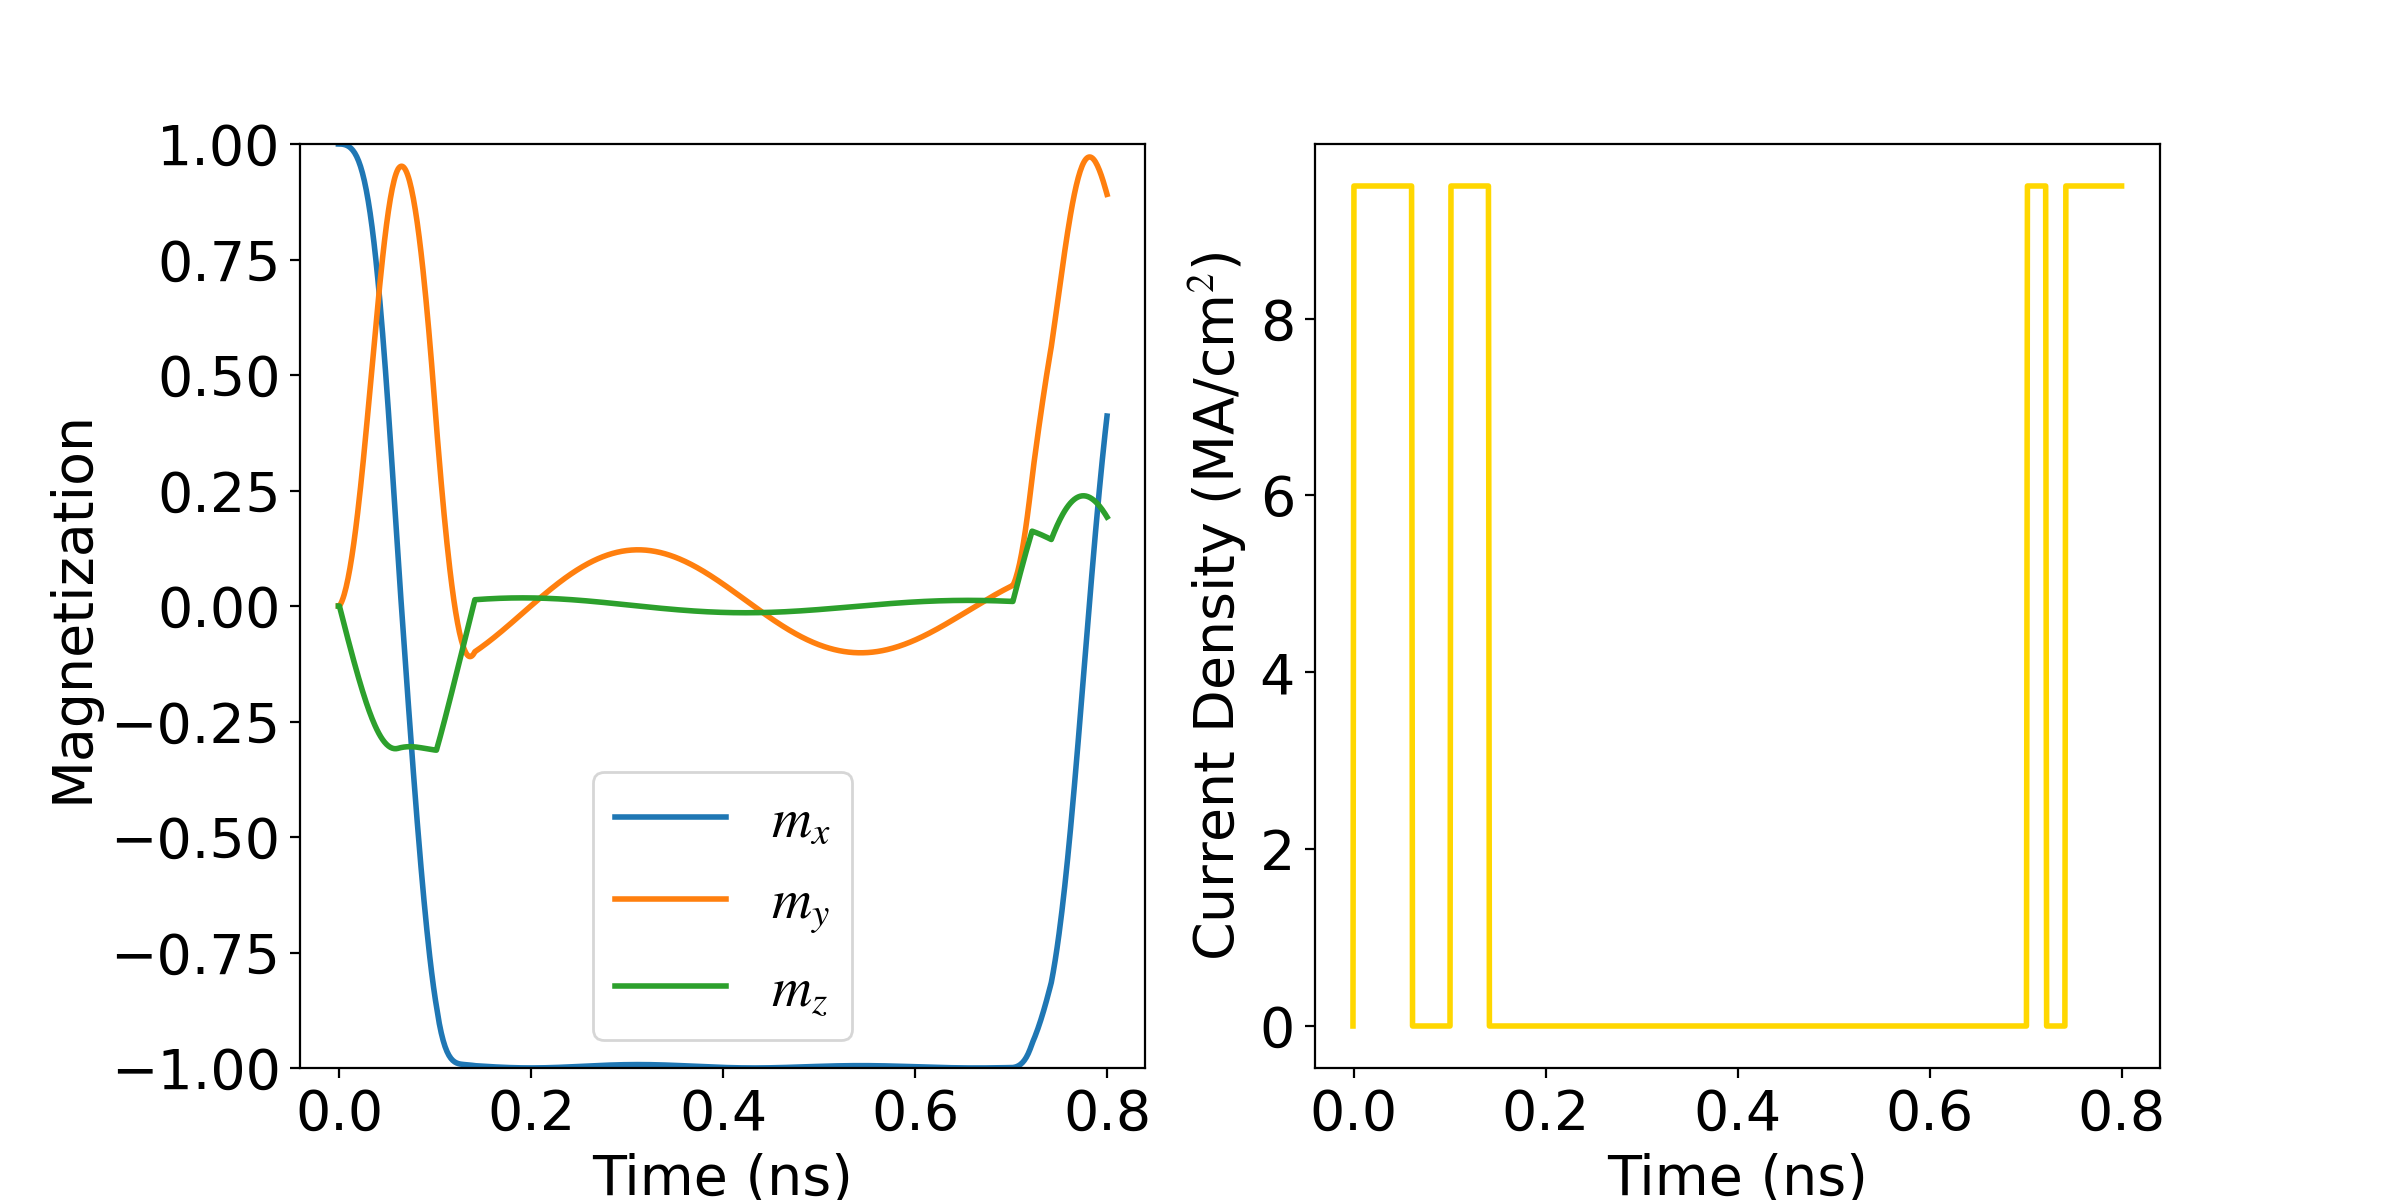 Magnetization
1.00
0.75
0.50
0.25
0.00
−0.25
−0.50
−0.75
−1.00
0.0 0.2 0.4 0.6 0.8
Time (ns)
m_x
m_y
m_z
Current Density (MA/cm²)
8
6
4
2
0
0.0 0.2 0.4 0.6 0.8
Time (ns)